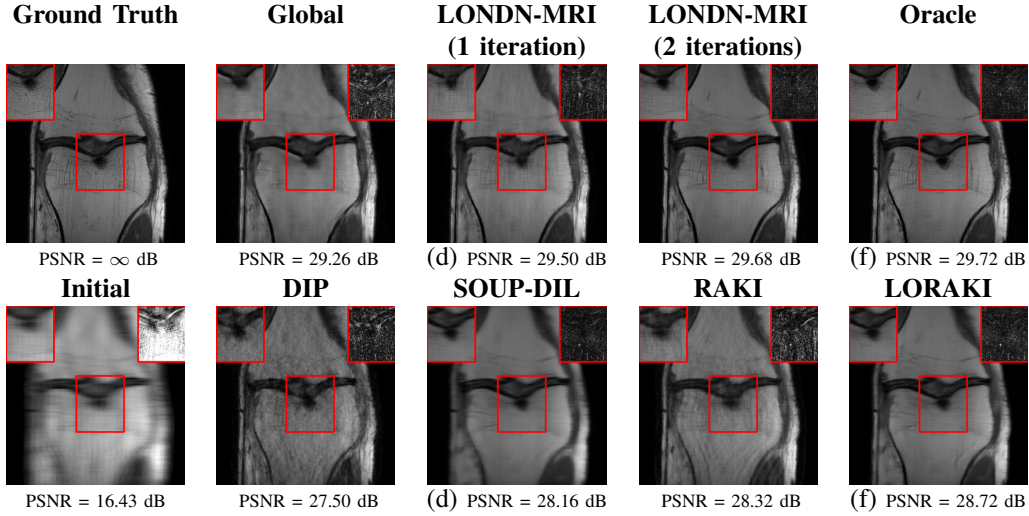 Ground Truth Global LONDN-MRI LONDN-MRI Oracle
(1 iteration) (2 iterations)
PSNR = ∞ dB PSNR = 29.26 dB (d) PSNR = 29.50 dB PSNR = 29.68 dB (f) PSNR = 29.72 dB
Initial DIP SOUP-DIL RAKI LORAKI
PSNR = 16.43 dB PSNR = 27.50 dB (d) PSNR = 28.16 dB PSNR = 28.32 dB (f) PSNR = 28.72 dB